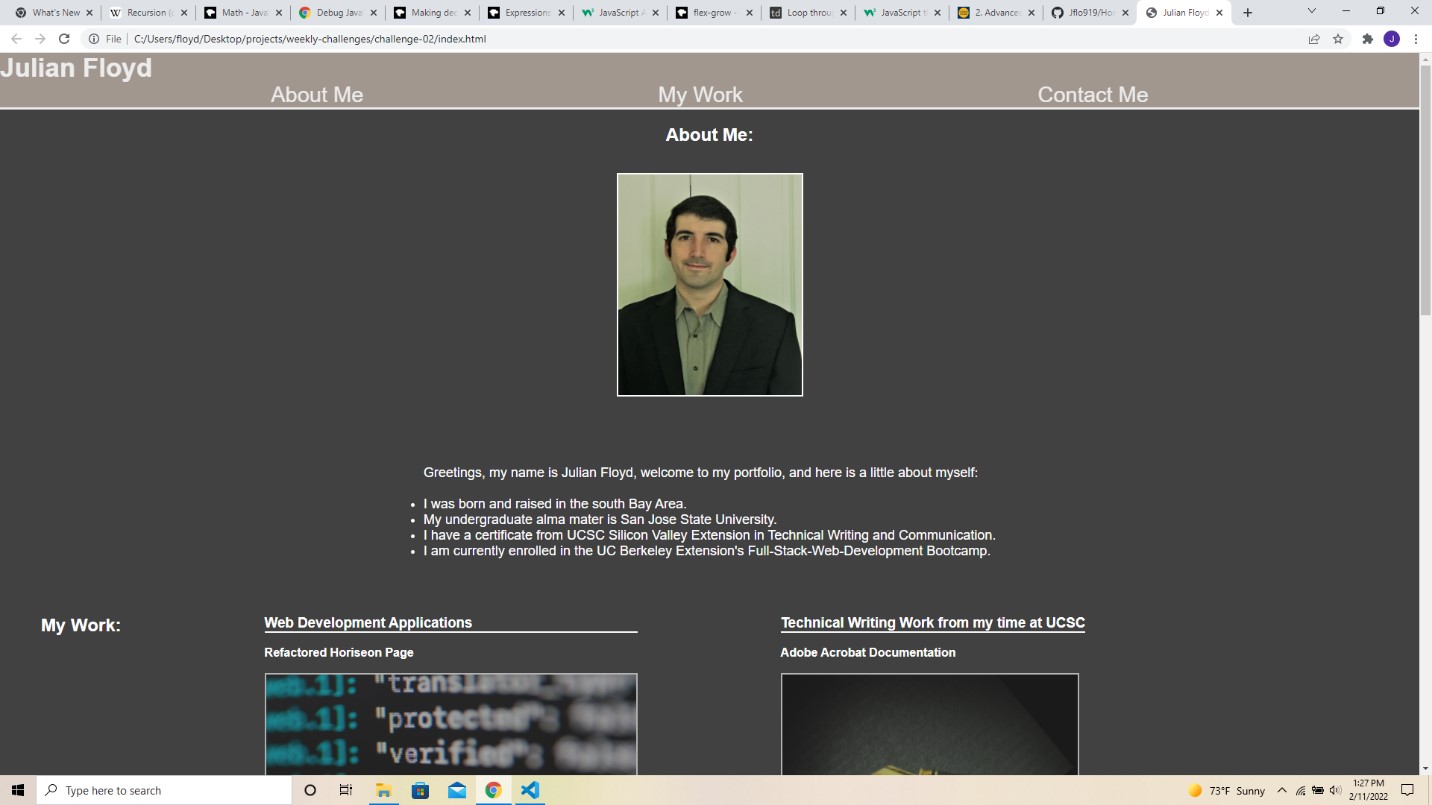 What's New
Recursion (c
Math - Java
Debug Java
Making dec
Expressions
JavaScript A
flex-grow -
Loop throu
JavaScript t
2. Advanced
Jflo919/Hor
Julian Floyd
File | C:/Users/floyd/Desktop/projects/weekly-challenges/challenge-02/index.html
J
Julian Floyd
About Me My Work Contact Me
About Me:
Greetings, my name is Julian Floyd, welcome to my portfolio, and here is a little about myself:
• I was born and raised in the south Bay Area.
• My undergraduate alma mater is San Jose State University.
• I have a certificate from UCSC Silicon Valley Extension in Technical Writing and Communication.
• I am currently enrolled in the UC Berkeley Extension's Full-Stack-Web-Development Bootcamp.
My Work:
Web Development Applications
Refactored Horiseon Page
we8.1]: "translator
we8.1]: "protected":
we8.1]: "verified":
Technical Writing Work from my time at UCSC
Adobe Acrobat Documentation
Type here to search
73°F Sunny
1:27 PM
2/11/2022